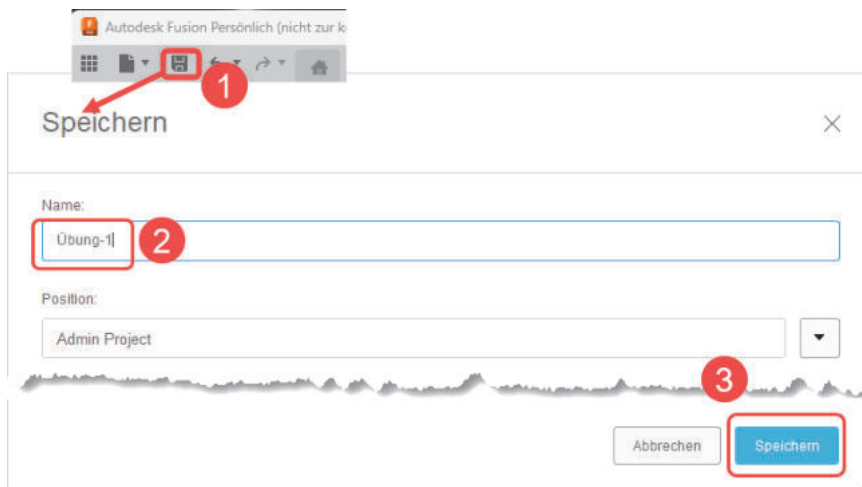 Autodesk Fusion Persönlich (nicht zur
1
Speichern
Name:
Übung-1
2
Position:
Admin Project
3
Abbrechen
Speichern